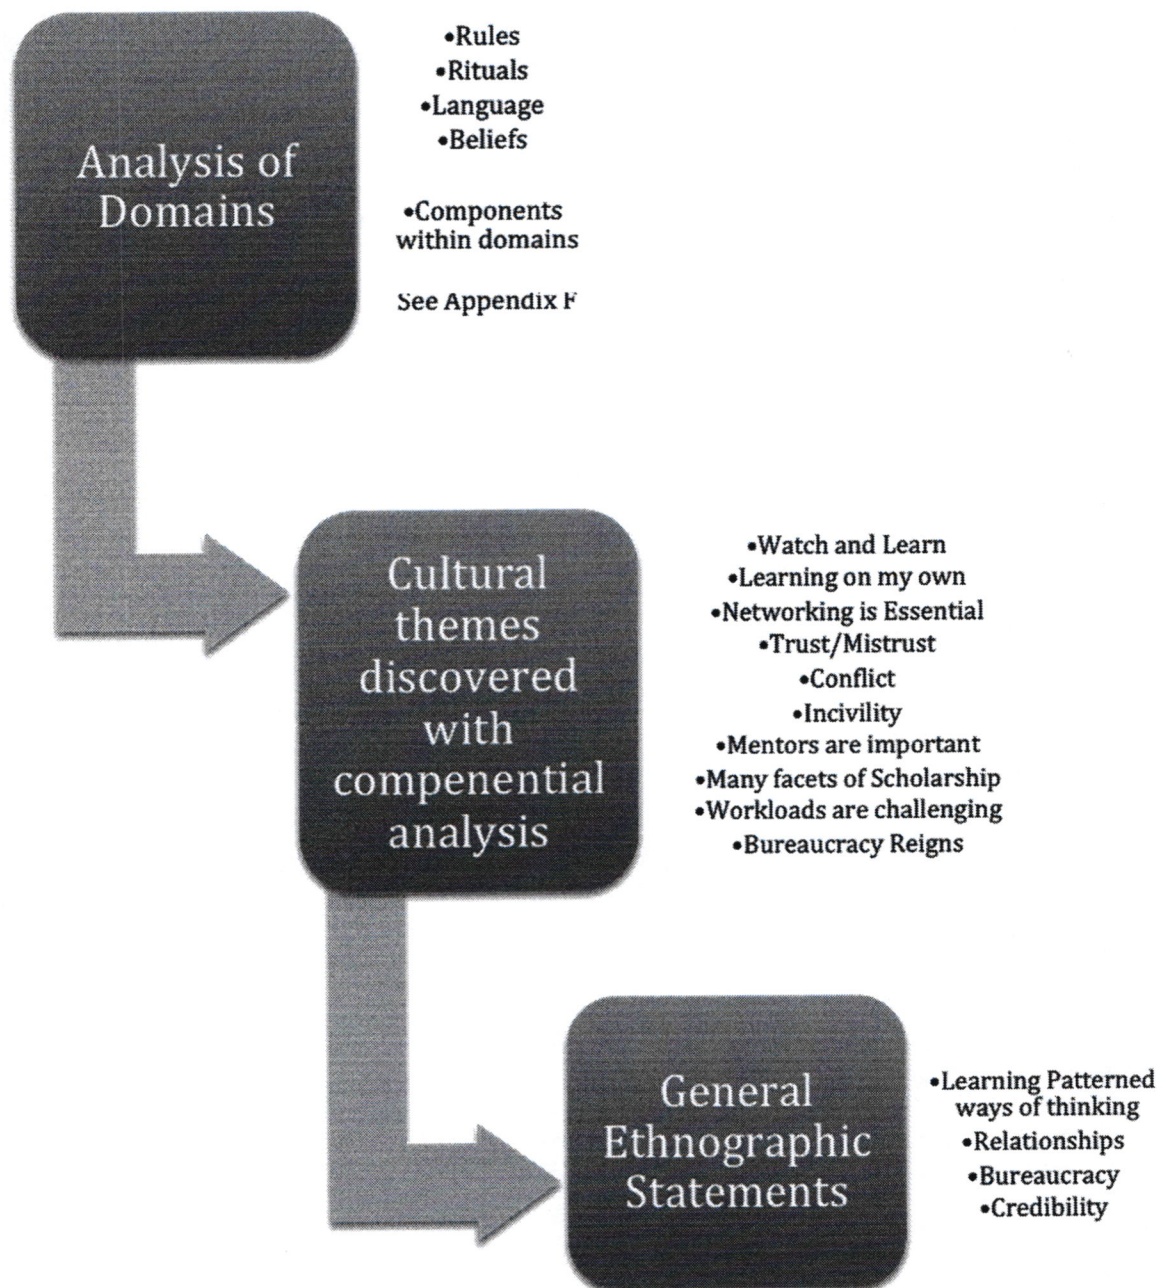 Analysis of
Domains
•Rules
•Rituals
•Language
•Beliefs
•Components
within domains
See Appendix F
Cultural
themes
discovered
with
compenential
analysis
•Watch and Learn
•Learning on my own
•Networking is Essential
•Trust/Mistrust
•Conflict
•Incivility
•Mentors are important
•Many facets of Scholarship
•Workloads are challenging
•Bureaucracy Reigns
General
Ethnographic
Statements
•Learning Patterned
ways of thinking
•Relationships
•Bureaucracy
•Credibility